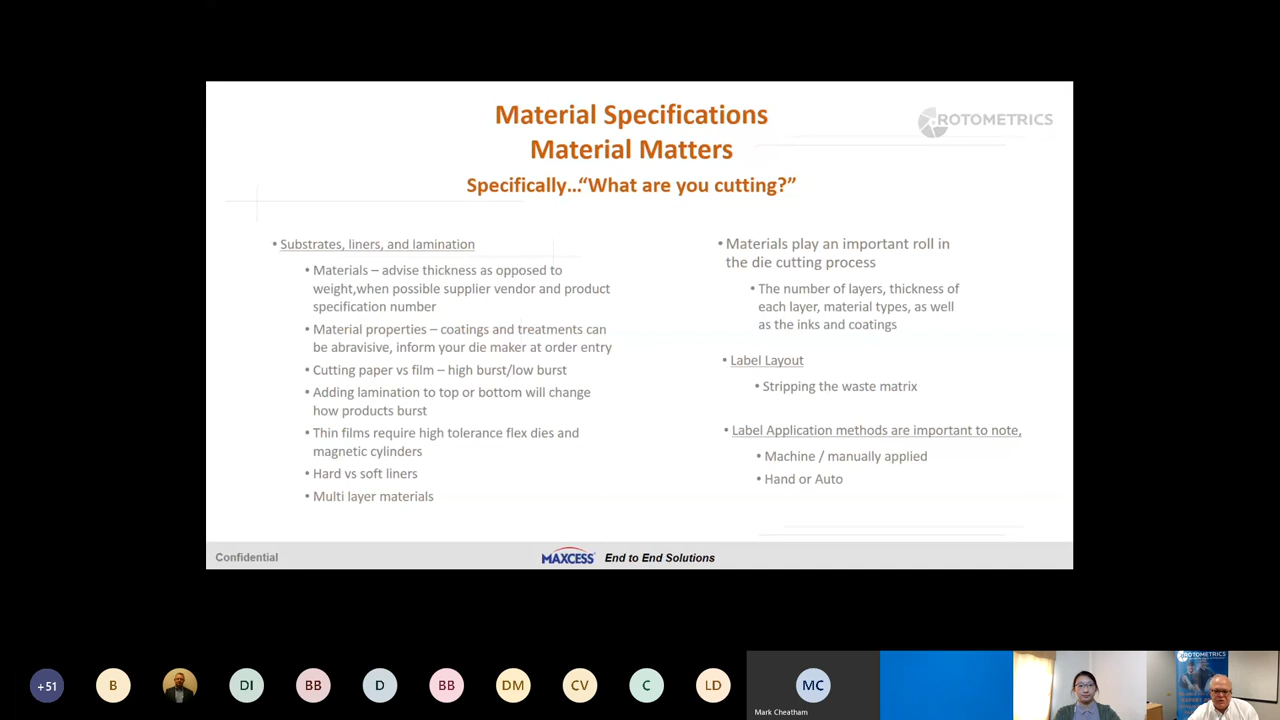 Material Specifications
Material Matters
Specifically…“What are you cutting?”
ROTOMETRICS
• Substrates, liners, and lamination
• Materials – advise thickness as opposed to
weight,when possible supplier vendor and product
specification number
• Material properties – coatings and treatments can
be abravisive, inform your die maker at order entry
• Cutting paper vs film – high burst/low burst
• Adding lamination to top or bottom will change
how products burst
• Thin films require high tolerance flex dies and
magnetic cylinders
• Hard vs soft liners
• Multi layer materials
• Materials play an important roll in
the die cutting process
• The number of layers, thickness of
each layer, material types, as well
as the inks and coatings
• Label Layout
• Stripping the waste matrix
• Label Application methods are important to note,
• Machine / manually applied
• Hand or Auto
Confidential
MAXCESS End to End Solutions
+51
B
DI
BB
D
BB
DM
CV
C
LD
MC
Mark Cheatham
ROTOMETRICS